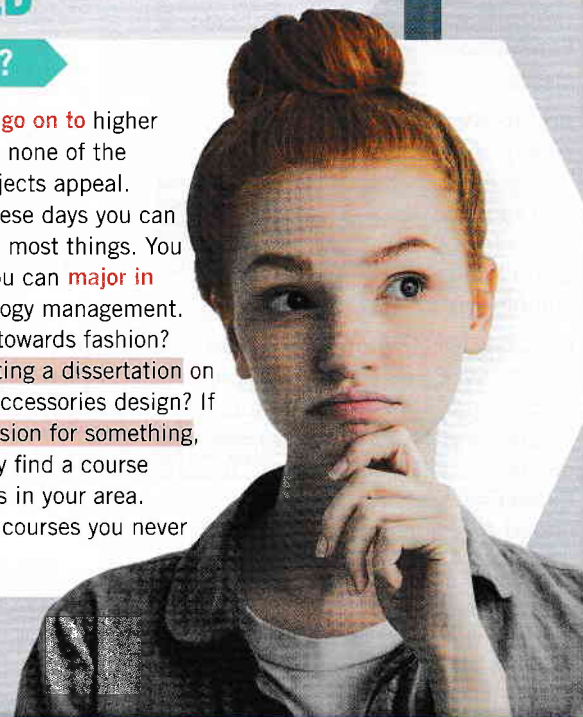 ?
go on to higher
none of the
jects appeal.
ese days you can
most things. You
ou can major in
ogy management.
towards fashion?
ting a dissertation on
ccessories design? If
sion for something,
y find a course
s in your area.
courses you never